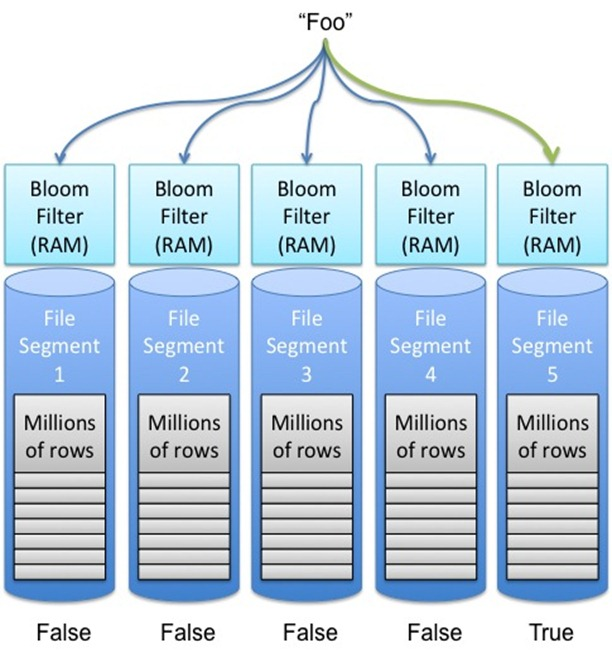 “Foo”
Bloom
Filter
(RAM)
Bloom
Filter
(RAM)
Bloom
Filter
(RAM)
Bloom
Filter
(RAM)
Bloom
Filter
(RAM)
File
Segment
1
File
Segment
2
File
Segment
3
File
Segment
4
File
Segment
5
Millions
of rows
Millions
of rows
Millions
of rows
Millions
of rows
Millions
of rows
False
False
False
False
True